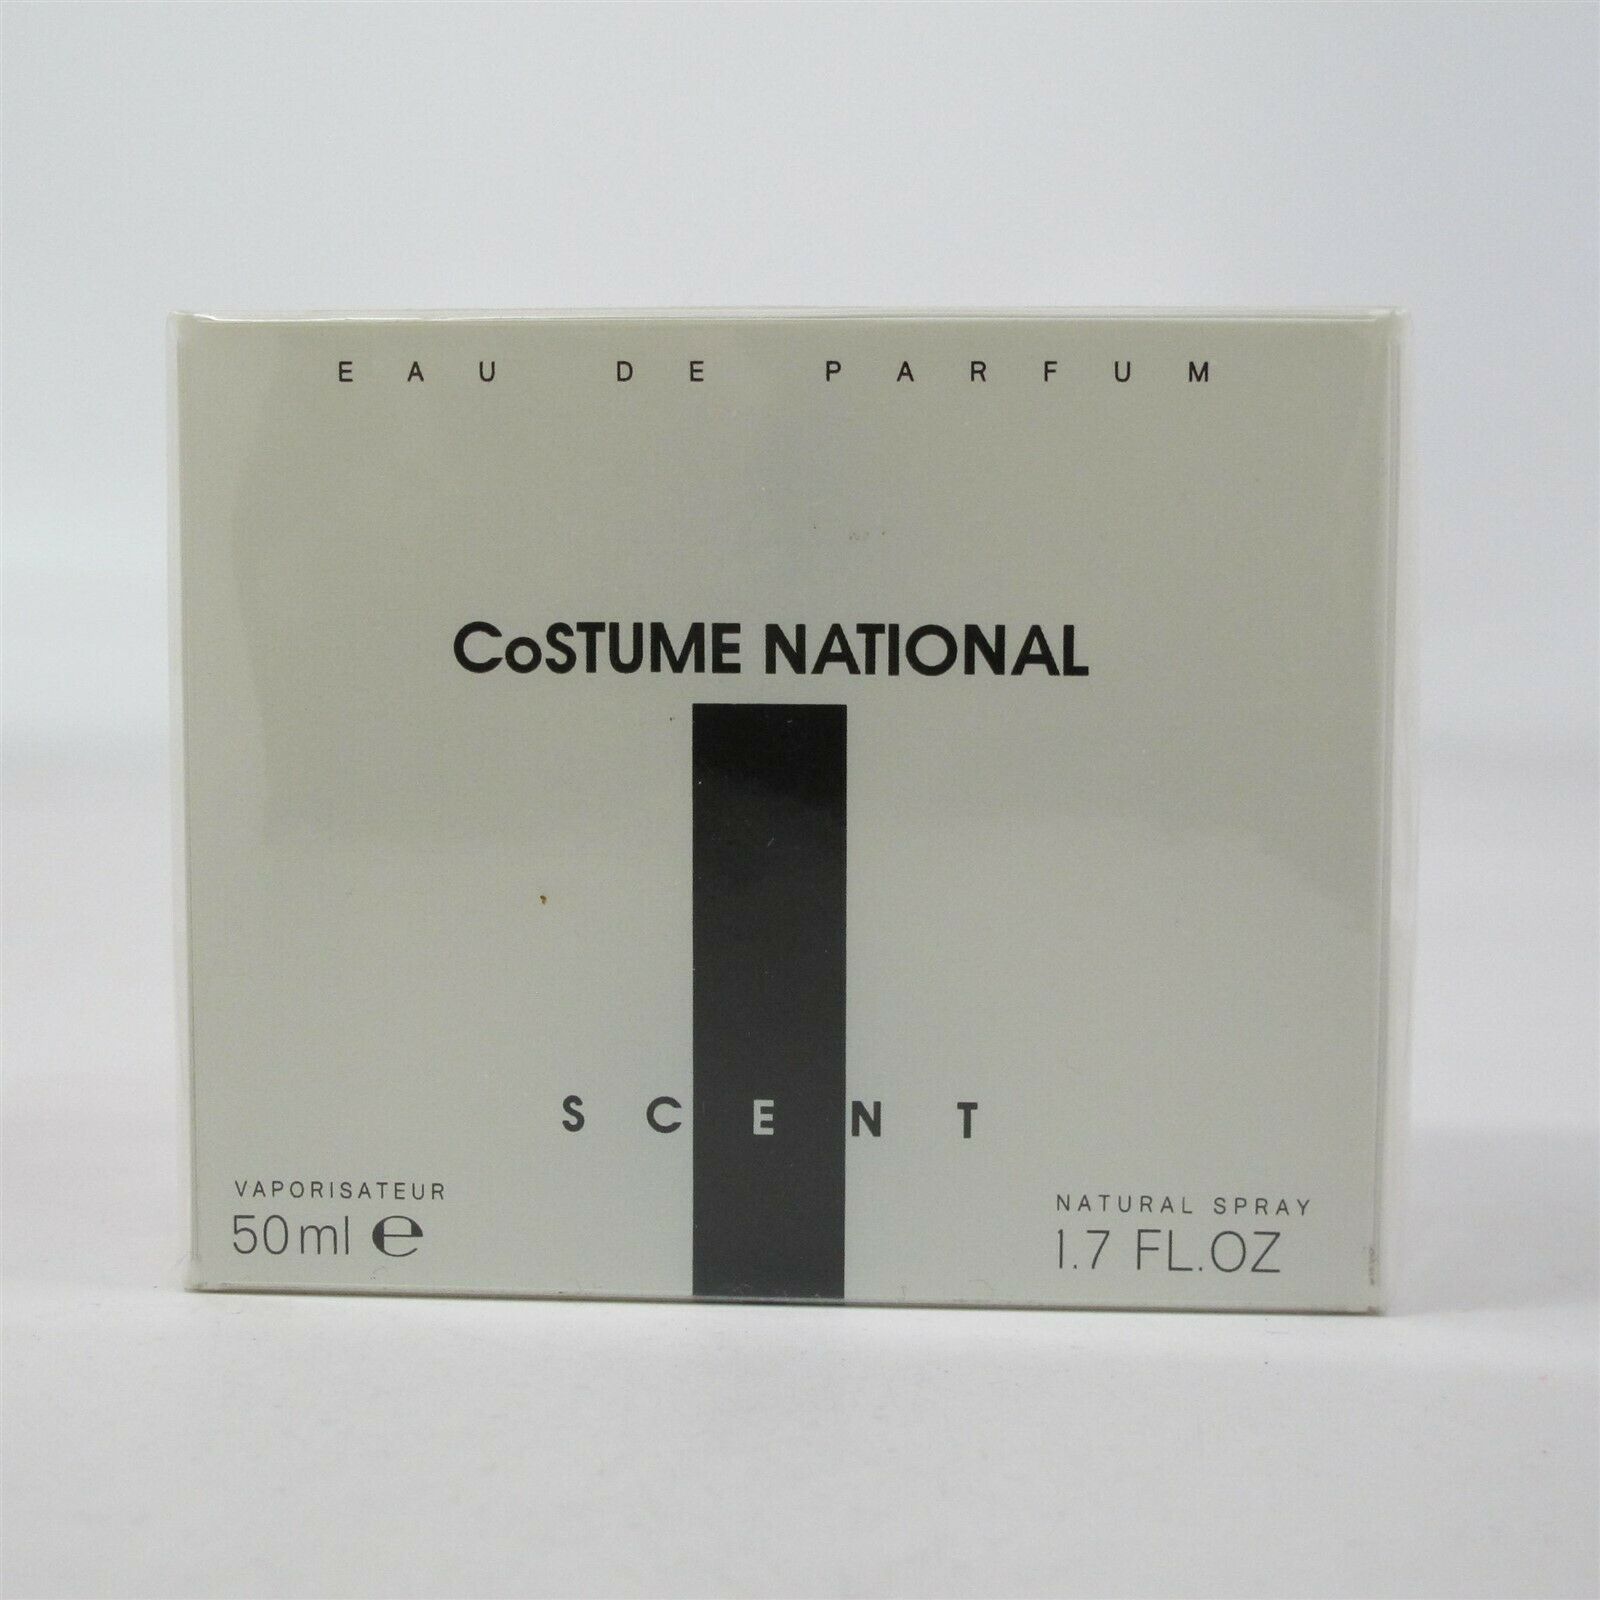 EAU DE PARFUM
CoSTUME NATIONAL
SCENT
VAPORISATEUR
50ml e
NATURAL SPRAY
1.7 FL.OZ